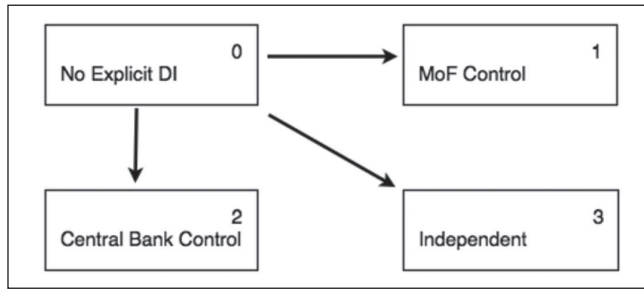 0
No Explicit DI
1
MoF Control
2
Central Bank Control
3
Independent